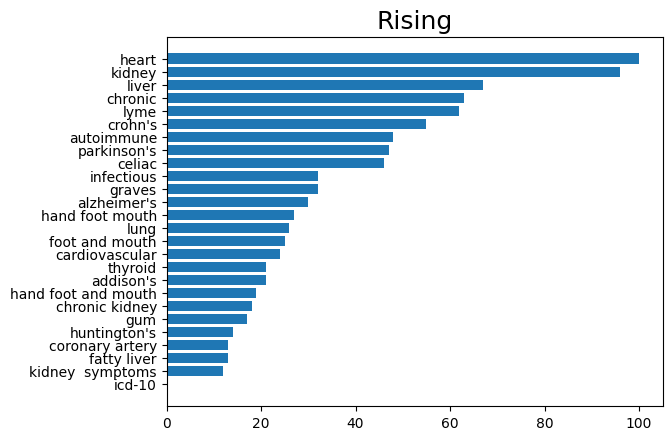 Rising
heart
kidney
liver
chronic
lyme
crohn's
autoimmune
parkinson's
celiac
infectious
graves
alzheimer's
hand foot mouth
lung
foot and mouth
cardiovascular
thyroid
addison's
hand foot and mouth
chronic kidney
gum
huntington's
coronary artery
fatty liver
kidney  symptoms
icd-10
0 20 40 60 80 100